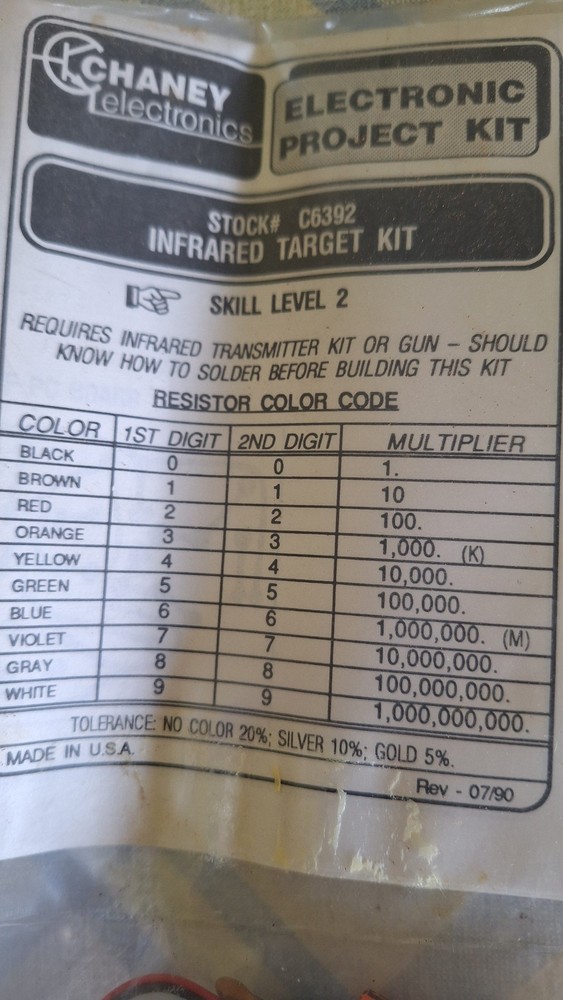 CHANEY
electronics
ELECTRONIC
PROJECT KIT
STOCK# C6392
INFRARED TARGET KIT
SKILL LEVEL 2
REQUIRES INFRARED TRANSMITTER KIT OR GUN – SHOULD
KNOW HOW TO SOLDER BEFORE BUILDING THIS KIT
RESISTOR COLOR CODE
COLOR 1ST DIGIT 2ND DIGIT MULTIPLIER
BLACK 0 0 1.
BROWN 1 1 10
RED 2 2 100.
ORANGE 3 3 1,000. (K)
YELLOW 4 4 10,000.
GREEN 5 5 100,000.
BLUE 6 6 1,000,000. (M)
VIOLET 7 7 10,000,000.
GRAY 8 8 100,000,000.
WHITE 9 9 1,000,000,000.
TOLERANCE: NO COLOR 20%; SILVER 10%; GOLD 5%.
MADE IN U.S.A.
Rev - 07/90